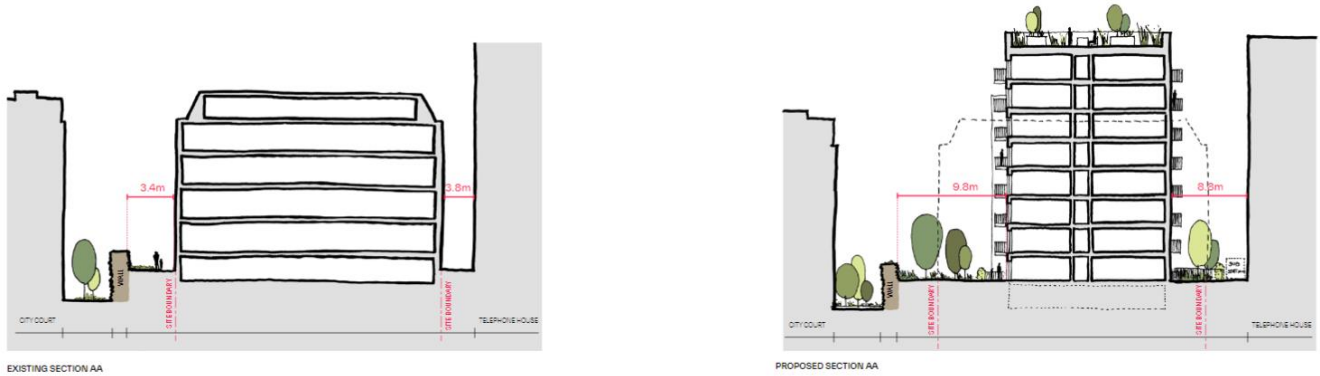 3.4m
3.8m
WALL
SITE BOUNDARY
SITE BOUNDARY
CITY COURT
TELEPHONE HOUSE
EXISTING SECTION AA
9.8m
8.8m
WALL
SITE BOUNDARY
SITE BOUNDARY
CITY COURT
TELEPHONE HOUSE
PROPOSED SECTION AA